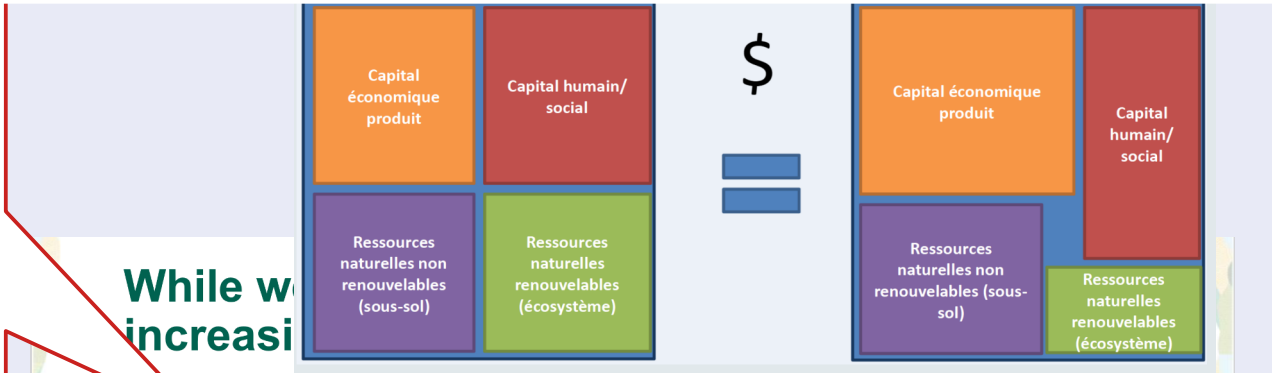 Capital
économique
produit
Capital humain/
social
Ressources
naturelles non
renouvelables
(sous-sol)
Ressources
naturelles
renouvelables
(écosystème)
$
Capital économique
produit
Capital
humain/
social
Ressources
naturelles non
renouvelables (sous-
sol)
Ressources
naturelles
renouvelables
(écosystème)
While